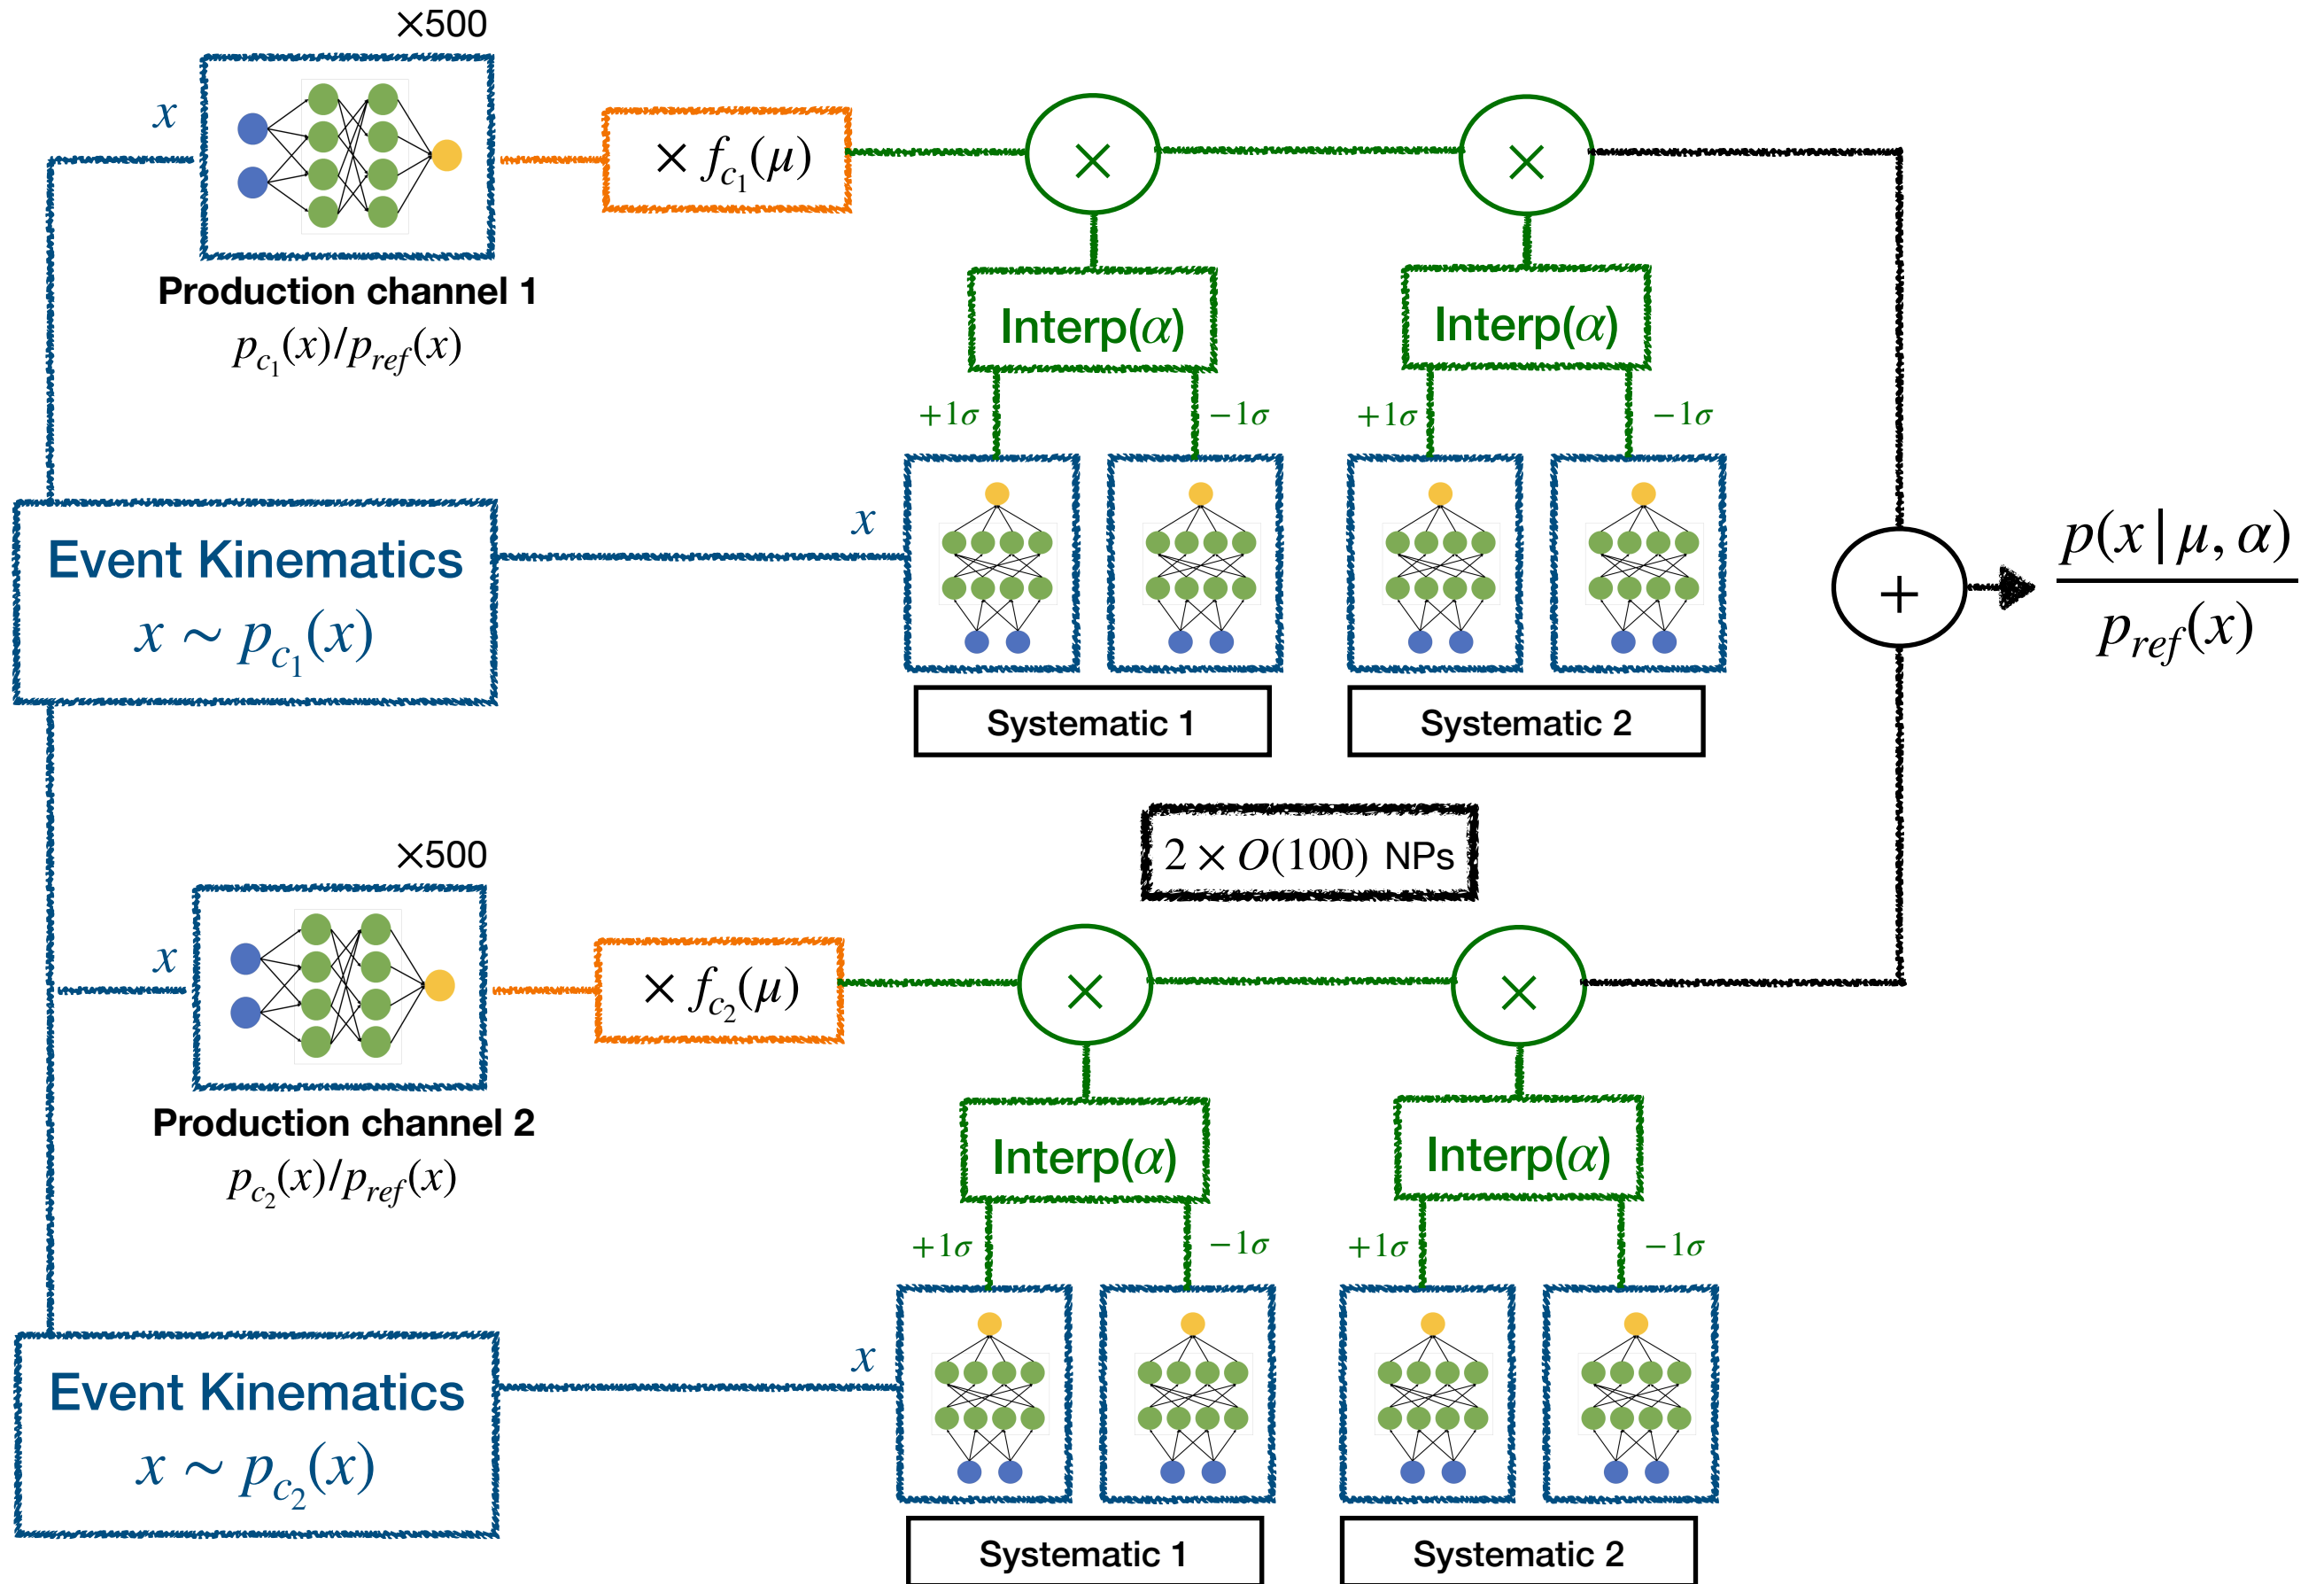 ×500
x
× f_{c_1}(μ)
×
×
Production channel 1
p_{c_1}(x)/p_{ref}(x)
Interp(α)
Interp(α)
+1σ
−1σ
+1σ
−1σ
Event Kinematics
x ∼ p_{c_1}(x)
x
+
p(x | μ, α)
p_{ref}(x)
Systematic 1
Systematic 2
2 × O(100) NPs
×500
x
× f_{c_2}(μ)
×
×
Production channel 2
p_{c_2}(x)/p_{ref}(x)
Interp(α)
Interp(α)
+1σ
−1σ
+1σ
−1σ
Event Kinematics
x ∼ p_{c_2}(x)
x
Systematic 1
Systematic 2